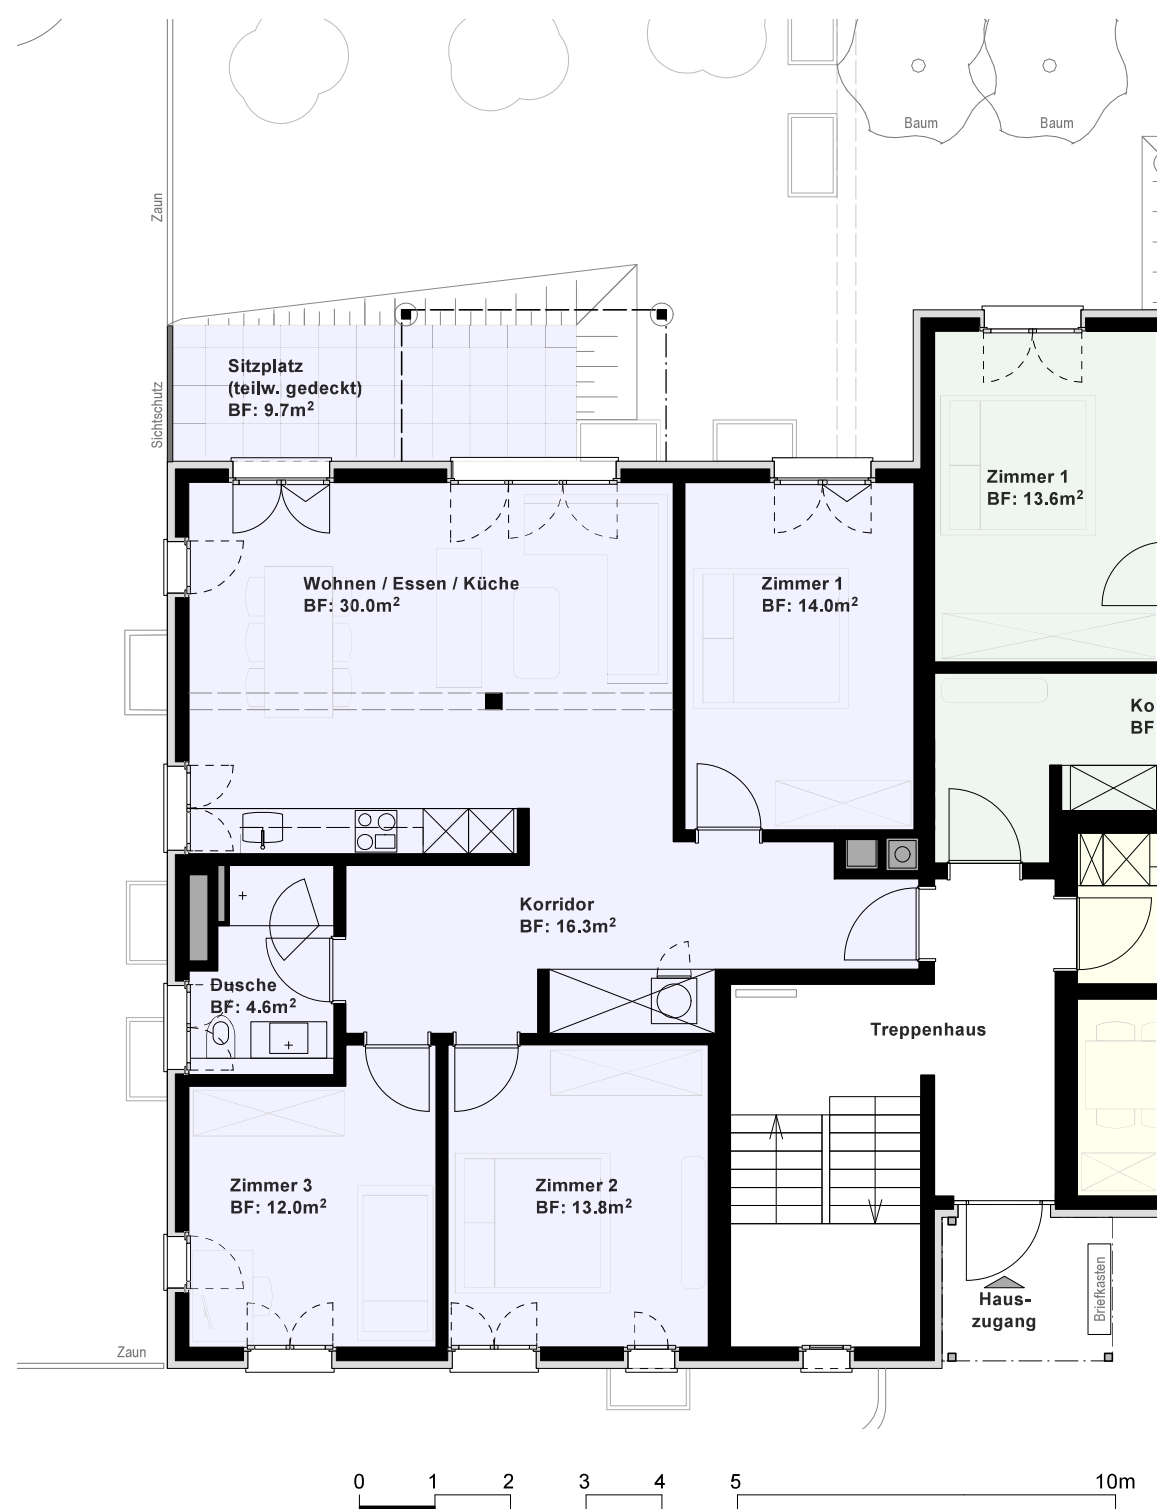 Baum
Baum
Zaun
Sitzplatz
(teilw. gedeckt)
BF: 9.7m²
Sichtschutz
Zimmer 1
BF: 13.6m²
Wohnen / Essen / Küche
BF: 30.0m²
Zimmer 1
BF: 14.0m²
Ko
BF
Korridor
BF: 16.3m²
Dusche
BF: 4.6m²
Treppenhaus
Zimmer 3
BF: 12.0m²
Zimmer 2
BF: 13.8m²
Haus-
zugang
Briefkasten
Zaun
0 1 2 3 4 5 10m